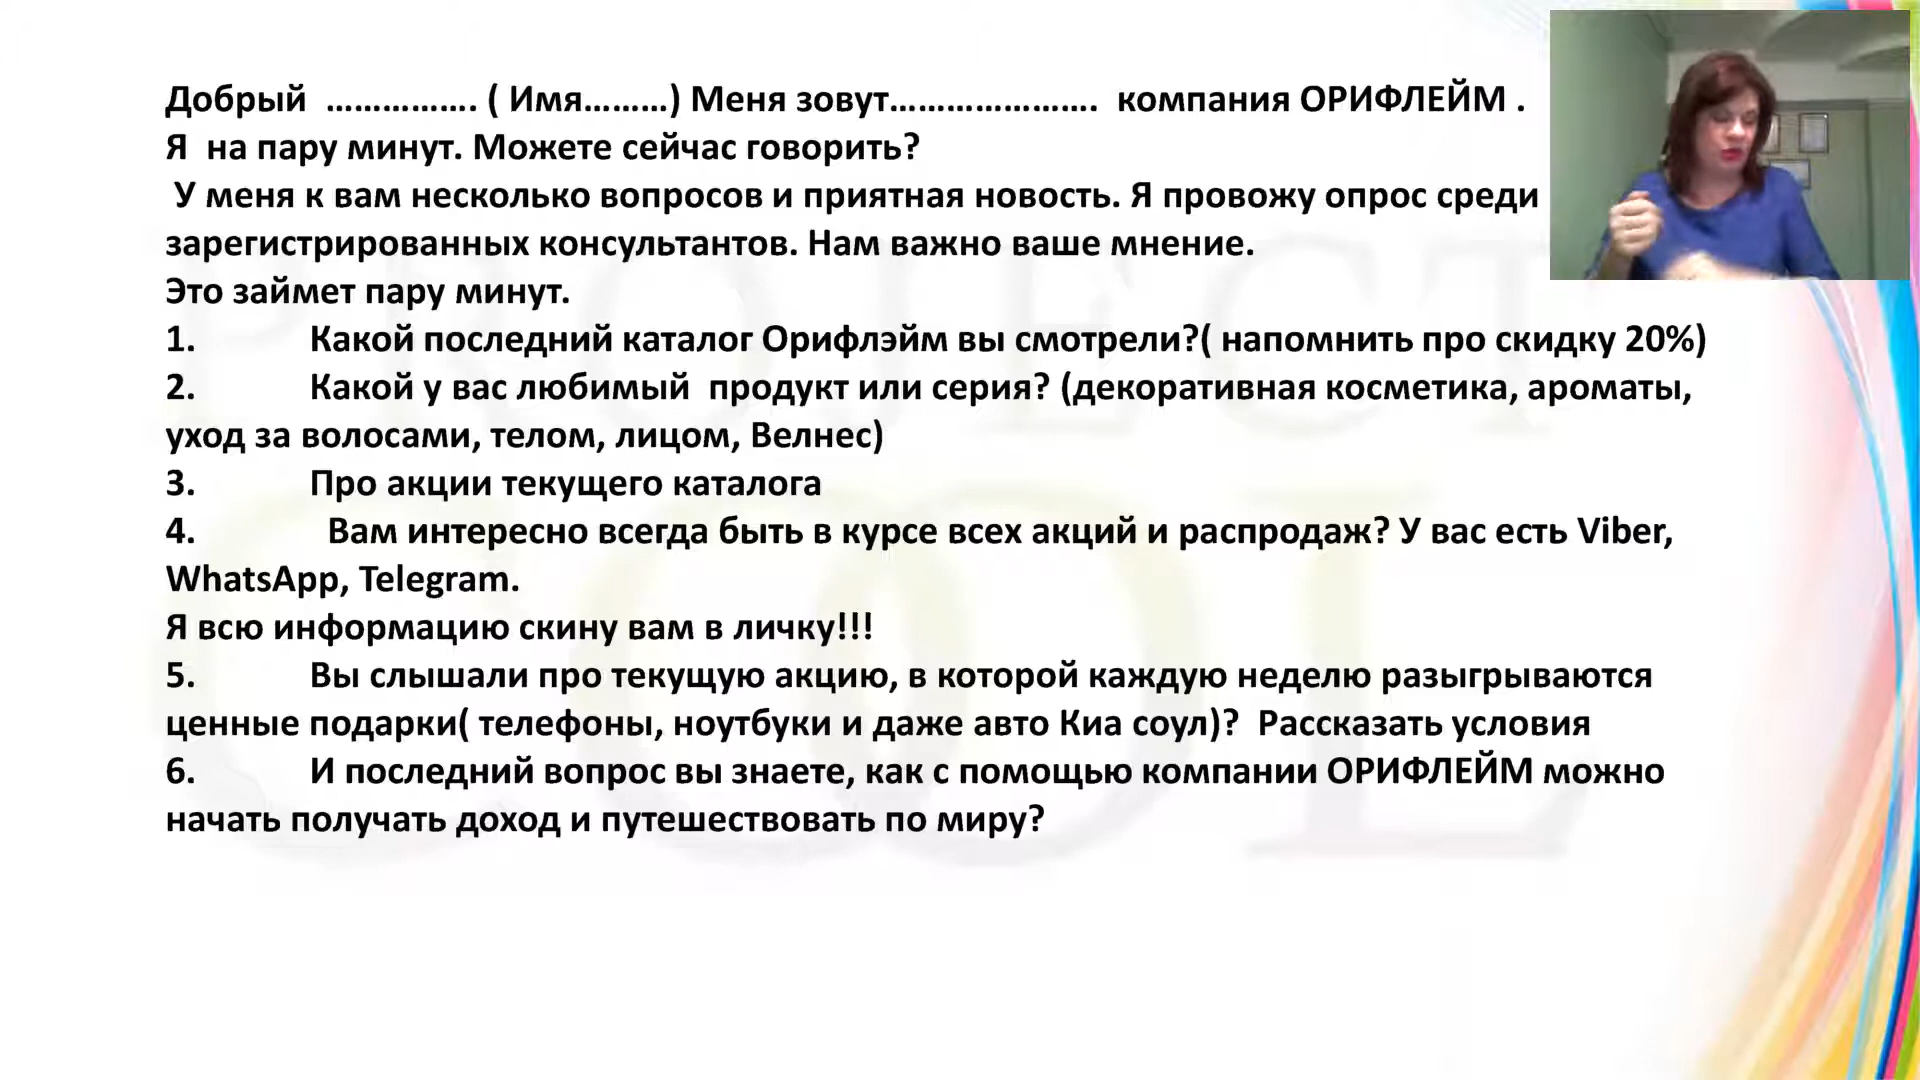 Добрый ……………. ( Имя………) Меня зовут…………………. компания ОРИФЛЕЙМ .
Я на пару минут. Можете сейчас говорить?
У меня к вам несколько вопросов и приятная новость. Я провожу опрос среди
зарегистрированных консультантов. Нам важно ваше мнение.
Это займет пару минут.
1. Какой последний каталог Орифлэйм вы смотрели?( напомнить про скидку 20%)
2. Какой у вас любимый продукт или серия? (декоративная косметика, ароматы,
уход за волосами, телом, лицом, Велнес)
3. Про акции текущего каталога
4. Вам интересно всегда быть в курсе всех акций и распродаж? У вас есть Viber,
WhatsApp, Telegram.
Я всю информацию скину вам в личку!!!
5. Вы слышали про текущую акцию, в которой каждую неделю разыгрываются
ценные подарки( телефоны, ноутбуки и даже авто Киа соул)? Рассказать условия
6. И последний вопрос вы знаете, как с помощью компании ОРИФЛЕЙМ можно
начать получать доход и путешествовать по миру?
PROJECT
COOL